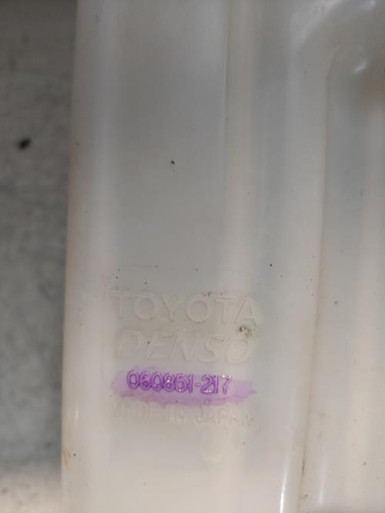 TOYOTA
DENSO
060851-217
MADE IN JAPAN